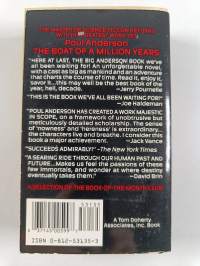 Poul Anderson
THE BOAT OF A MILLION YEARS
"HERE AT LAST, THE BIG ANDERSON BOOK we've
all been waiting for! An unforgettable novel,
with a cast as big as mankind and an adventure
that charts the course of time. Read it, enjoy it,
savor it...this may well be the best book of the
year, hell, decade. —Jerry Pournelle
"THIS IS THE BOOK WE'VE ALL BEEN WAITING FOR!"
—Joe Haldeman
"POUL ANDERSON HAS CREATED A WORK MAJESTIC
IN SCOPE, on a framework of unobtrusive but
meticulously detailed scholarship. The sense
of 'nowness' and 'hereness' is extraordinary...
the characters live and breathe. I consider this
book a major achievement." —Jack Vance
"SUCCEEDS ADMIRABLY!" —The New York Times
"A SEARING RIDE THROUGH OUR HUMAN PAST AND
FUTURE...Makes us feel the passions of these
few immortals, and wonder at where destiny
eventually takes them." —David Brin
A SELECTION OF THE BOOK-OF-THE-MONTH CLUB
53135
ISBN 0-812-53135-3
A Tom Doherty
Associates, Inc. Book